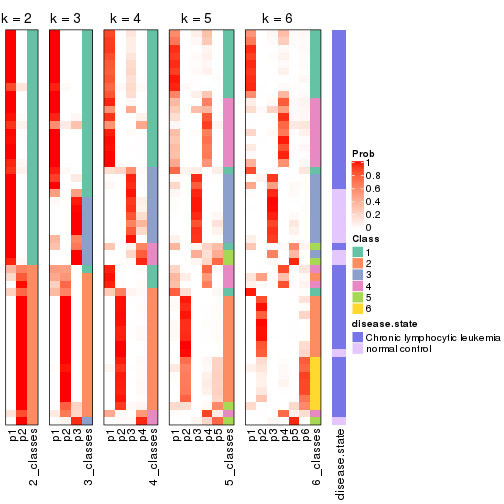 k = 2 k = 3 k = 4 k = 5 k = 6
Prob
1
0.8
0.6
0.4
0.2
0
Class
1
2
3
4
5
6
disease.state
Chronic lymphocytic leukemia
normal control
p1 p2 2_classes p1 p2 p3 3_classes p1 p2 p3 p4 4_classes p1 p2 p3 p4 p5 5_classes p1 p2 p3 p4 p5 p6 6_classes disease.state